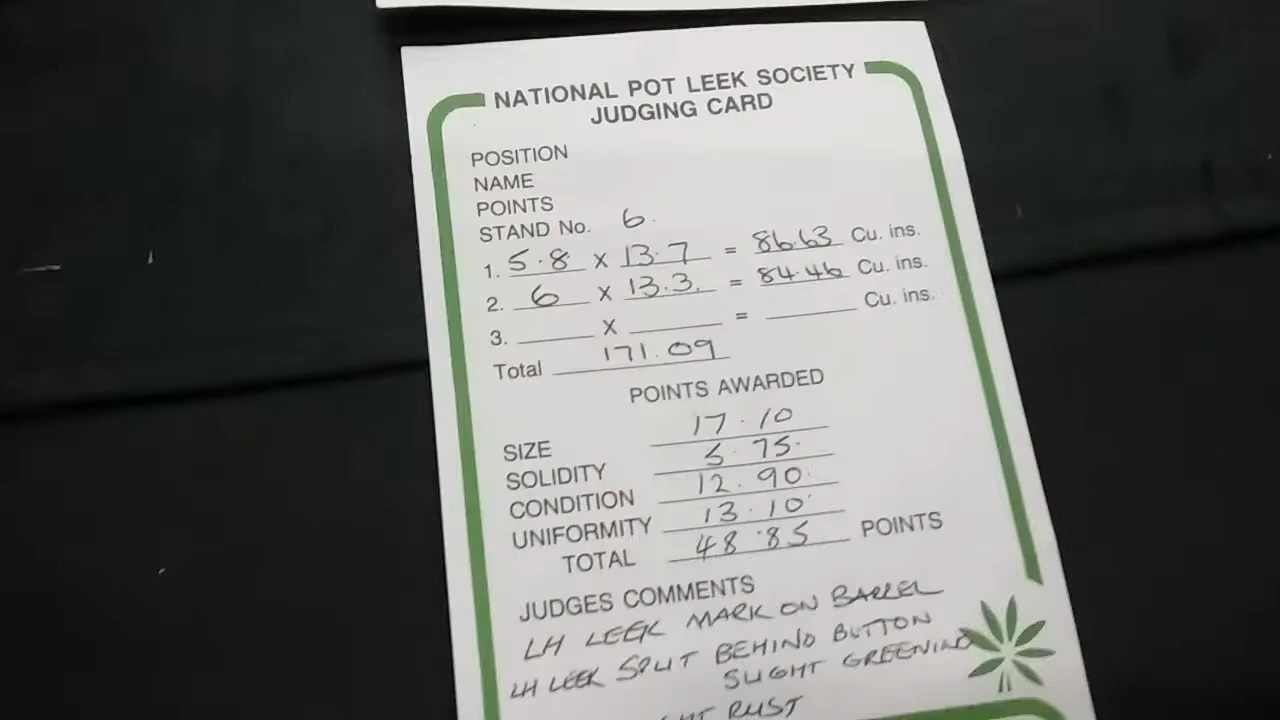 NATIONAL POT LEEK SOCIETY
JUDGING CARD
POSITION
NAME
POINTS
STAND No. 6.
1. 5.8 x 13.7 = 86.63 Cu. ins.
2. 6 x 13.3. = 84.46 Cu. ins.
3. x = Cu. ins.
Total 171.09
POINTS AWARDED
SIZE 17.10
SOLIDITY 5.75.
CONDITION 12.90.
UNIFORMITY 13.10
TOTAL 48.85 POINTS
JUDGES COMMENTS
LH LEEK MARK ON BARREL
LH LEEK SPLIT BEHIND BUTTON
SLIGHT GREENING
RUST